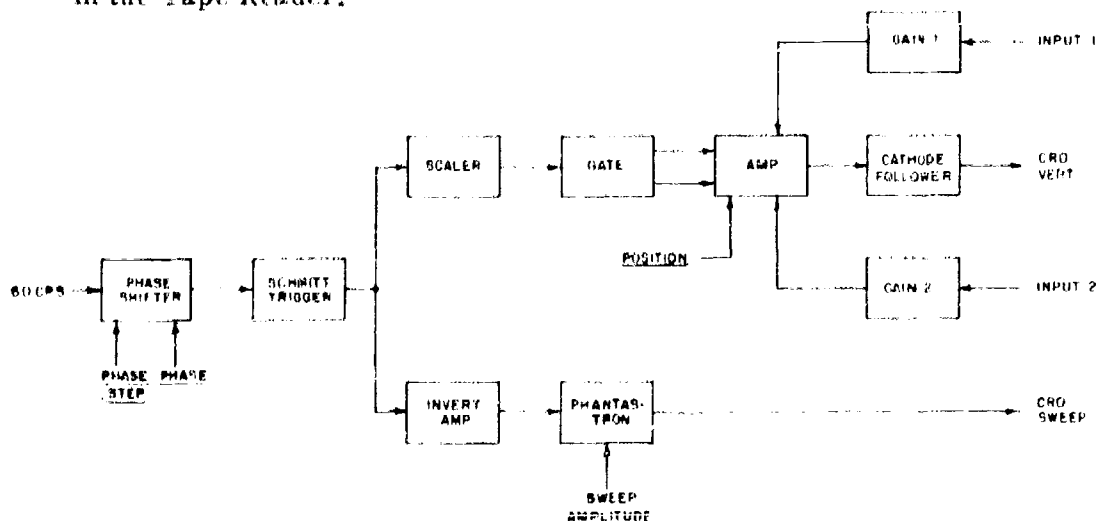 in the Tape Reader.
GAIN 1
INPUT 1
SCALER
GATE
AMP
CATHODE
FOLLOWER
CRO
VERT
POSITION
60 CPS
PHASE
SHIFTER
SCHMITT
TRIGGER
GAIN 2
INPUT 2
PHASE
STEP
PHASE
INVERT
AMP
PHANTAS-
TRON
CRO
SWEEP
SWEEP
AMPLITUDE